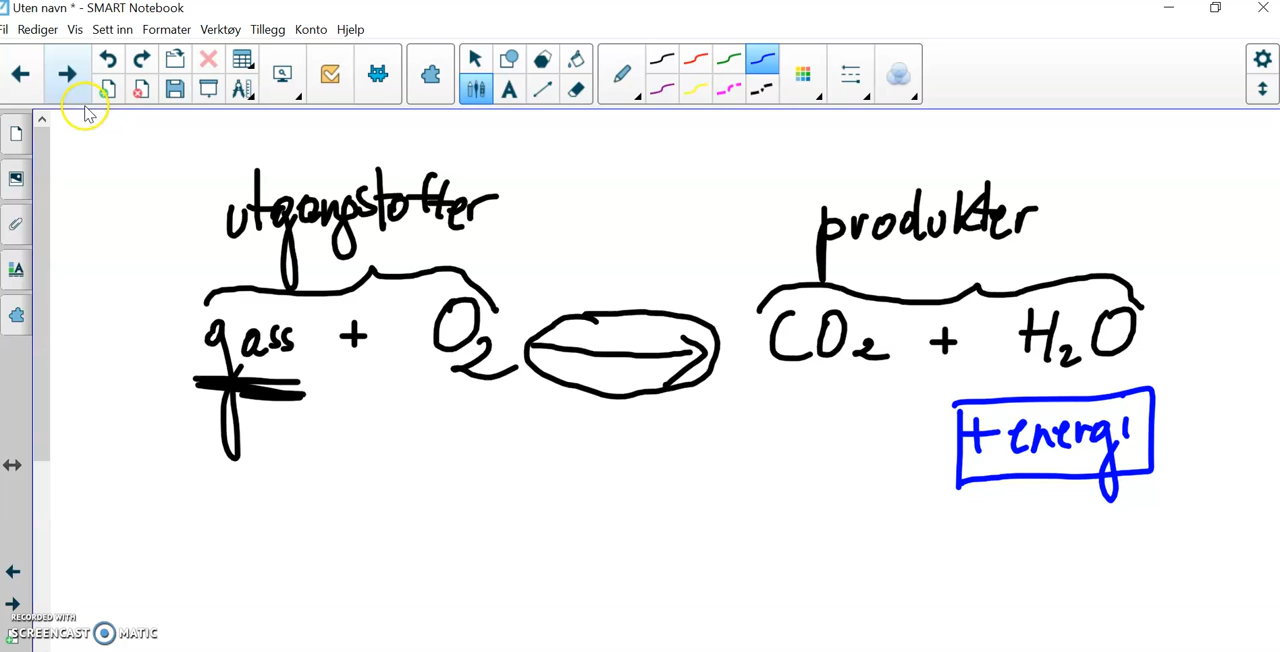 Uten navn * - SMART Notebook
Fil Rediger Vis Sett inn Formater Verktøy Tillegg Konto Hjelp
utgangstoffer
produkter
gass + O₂ → CO₂ + H₂O
+ energi
RECORDED WITH
SCREENCAST MATIC